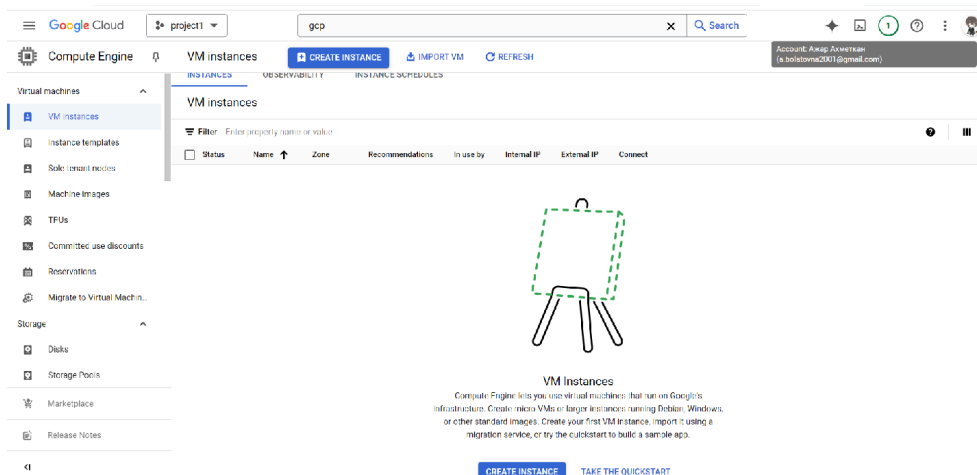 Google Cloud project1 gcp Search 1
Compute Engine VM instances CREATE INSTANCE IMPORT VM REFRESH
Account: Ажар Ахметкан
(a.bolatovna2001@gmail.com)
INSTANCES OBSERVABILITY INSTANCE SCHEDULES
Virtual machines
VM instances
Instance templates
Sole-tenant nodes
Machine images
TPUs
Committed use discounts
Reservations
Migrate to Virtual Machin...
Storage
Disks
Storage Pools
Marketplace
Release Notes
VM instances
Filter Enter property name or value
Status Name Zone Recommendations In use by Internal IP External IP Connect
VM Instances
Compute Engine lets you use virtual machines that run on Google's
infrastructure. Create micro VMs or larger instances running Debian, Windows,
or other standard images. Create your first VM instance, import it using a
migration service, or try the quickstart to build a sample app.
CREATE INSTANCE TAKE THE QUICKSTART